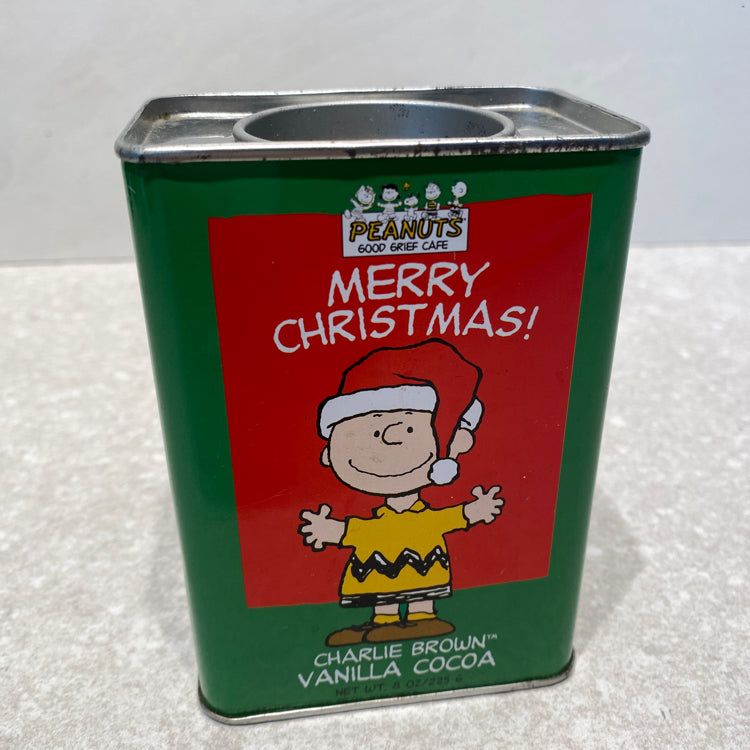 PEANUTS
GOOD GRIEF CAFE
MERRY
CHRISTMAS!
CHARLIE BROWN™
VANILLA COCOA
NET WT. 8 OZ/225 G